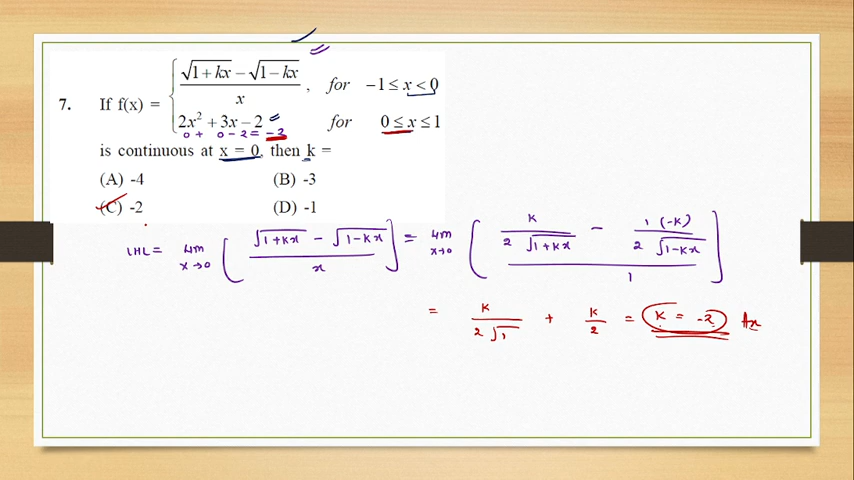 7. If f(x) = { (√(1+kx) − √(1−kx)) / x , for −1 ≤ x < 0
2x² + 3x − 2 for 0 ≤ x ≤ 1
0 + 0 − 2 = −2
is continuous at x = 0, then k =
(A) -4 (B) -3
(C) -2 (D) -1
LHL = lim x→0 ( (√(1+kx) − √(1−kx)) / x ) = lim x→0 ( ( k / (2√(1+kx)) − 1(−k) / (2√(1−kx)) ) / 1 )
= k / (2√1) + k/2 = k = −2 Ax